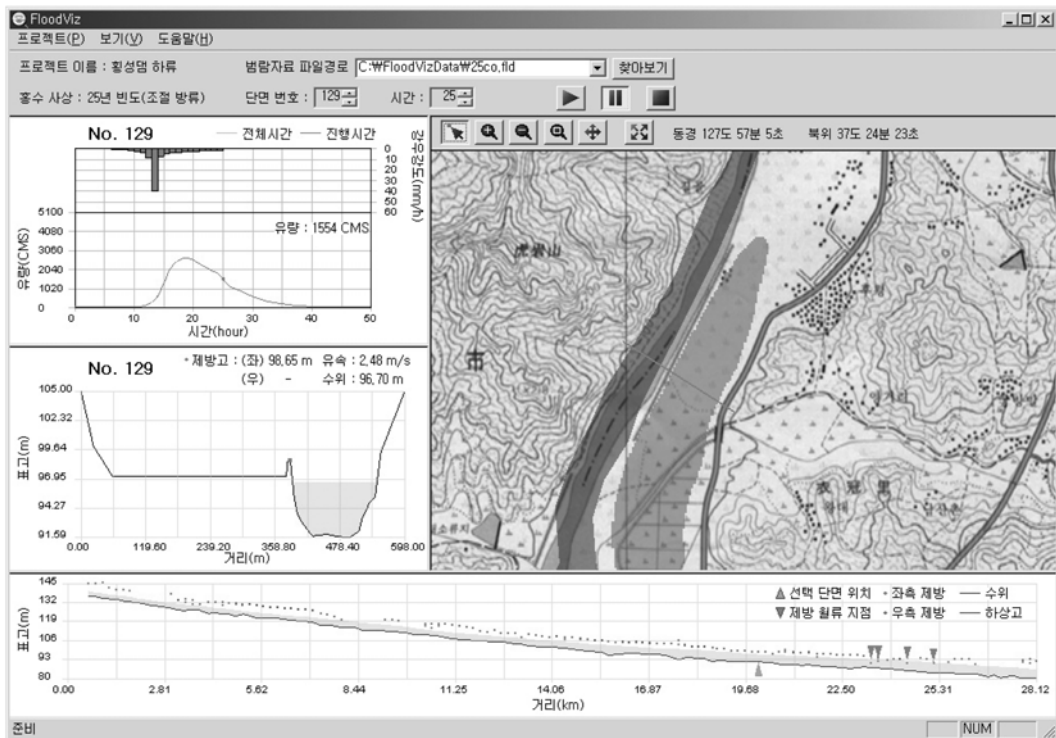 FloodViz
프로젝트(P) 보기(V) 도움말(H)
프로젝트 이름 : 횡성댐 하류 범람자료 파일경로 C:₩FloodVizData₩25co.fld 찾아보기
홍수 사상 : 25년 빈도(조절 방류) 단면 번호 : 129 시간 : 25
No. 129 전체시간 진행시간
0
10
20
30
40
50
60
강우강도(mm/h)
유량 : 1554 CMS
5100
4080
3060
2040
1020
0
유량(CMS)
0 10 20 30 40 50
시간(hour)
No. 129 •제방고 : (좌) 98.65 m 유속 : 2.48 m/s
(우) - 수위 : 96.70 m
105.00
102.32
99.64
96.95
94.27
91.59
표고(m)
0.00 119.60 239.20 358.80 478.40 598.00
거리(m)
동경 127도 57분 5초 북위 37도 24분 23초
市
145
132
119
106
93
80
표고(m)
선택 단면 위치 좌측 제방 수위
제방 월류 지점 우측 제방 하상고
0.00 2.81 5.62 8.44 11.25 14.06 16.87 19.68 22.50 25.31 28.12
거리(km)
준비 NUM